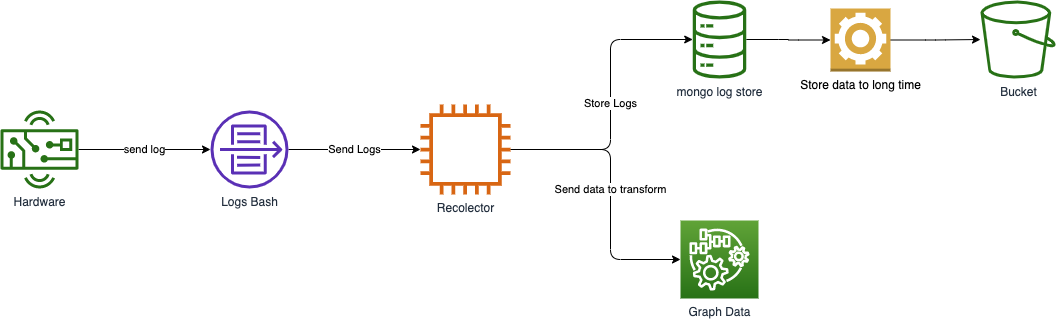 mongo log store
Store data to long time
Bucket
Store Logs
send log
Send Logs
Hardware
Logs Bash
Recolector
Send data to transform
Graph Data